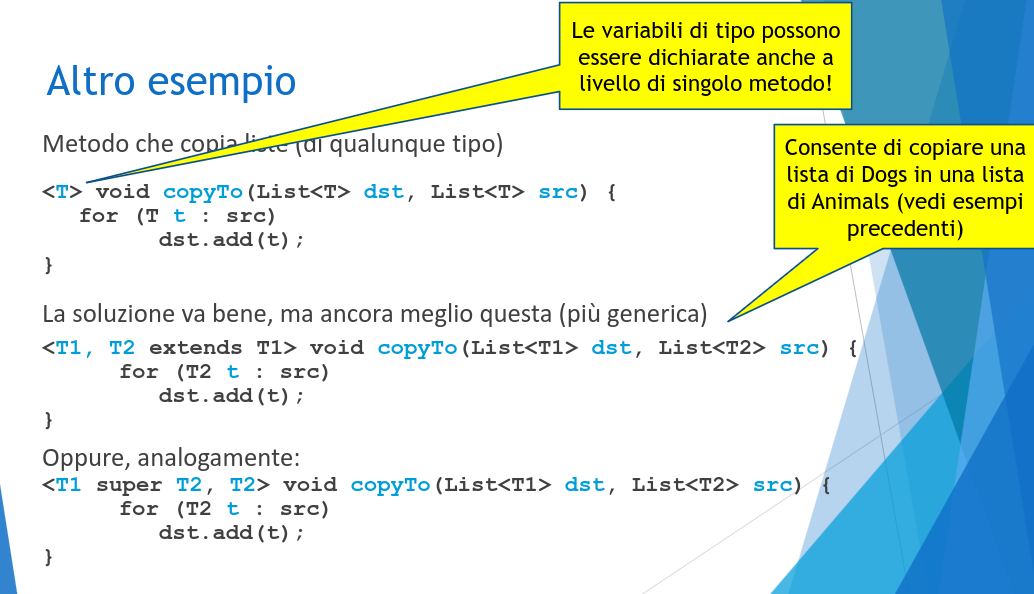 Le variabili di tipo possono
essere dichiarate anche a
livello di singolo metodo!
Altro esempio
Metodo che copia liste (di qualunque tipo)
Consente di copiare una
lista di Dogs in una lista
di Animals (vedi esempi
precedenti)
<T> void copyTo(List<T> dst, List<T> src) {
for (T t : src)
dst.add(t);
}
La soluzione va bene, ma ancora meglio questa (più generica)
<T1, T2 extends T1> void copyTo(List<T1> dst, List<T2> src) {
for (T2 t : src)
dst.add(t);
}
Oppure, analogamente:
<T1 super T2, T2> void copyTo(List<T1> dst, List<T2> src) {
for (T2 t : src)
dst.add(t);
}